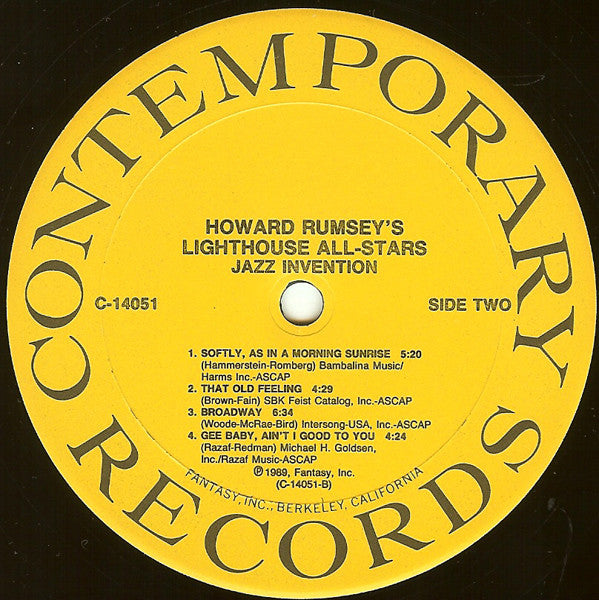 CONTEMPORARY RECORDS
HOWARD RUMSEY'S
LIGHTHOUSE ALL-STARS
JAZZ INVENTION
C-14051
SIDE TWO
1. SOFTLY, AS IN A MORNING SUNRISE 5:20
(Hammerstein-Romberg) Bambalina Music/
Harms Inc.-ASCAP
2. THAT OLD FEELING 4:29
(Brown-Fain) SBK Feist Catalog, Inc.-ASCAP
3. BROADWAY 6:34
(Woode-McRae-Bird) Intersong-USA, Inc.-ASCAP
4. GEE BABY, AIN'T I GOOD TO YOU 4:24
(Razaf-Redman) Michael H. Goldsen,
Inc./Razaf Music-ASCAP
℗ 1989, Fantasy, Inc.
(C-14051-B)
FANTASY, INC., BERKELEY, CALIFORNIA